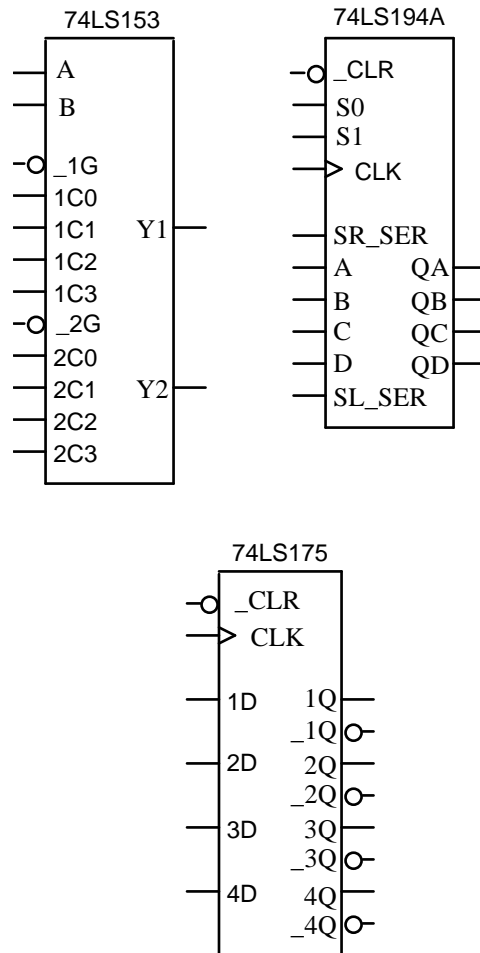 74LS153
A
B
_1G
1C0
1C1 Y1
1C2
1C3
_2G
2C0
2C1 Y2
2C2
2C3
74LS194A
_CLR
S0
S1
CLK
SR_SER
A QA
B QB
C QC
D QD
SL_SER
74LS175
_CLR
CLK
1D 1Q
_1Q
2D 2Q
_2Q
3D 3Q
_3Q
4D 4Q
_4Q